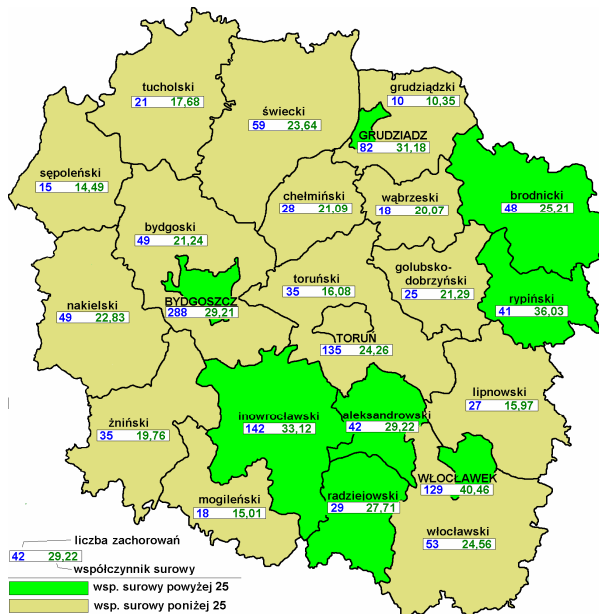 tucholski
21 17,68
grudziądzki
10 10,35
świecki
59 23,64
GRUDZIADZ
82 31,18
sępoleński
15 14,49
chełmiński
28 21,09
wąbrzeski
18 20,07
brodnicki
48 25,21
bydgoski
49 21,24
toruński
35 16,08
golubsko-
dobrzyński
25 21,29
nakielski
49 22,83
BYDGOSZCZ
288 29,21
rypiński
41 36,03
TORUŃ
135 24,26
lipnowski
27 15,97
żniński
35 19,76
inowrocławski
142 33,12
aleksandrowski
42 29,22
WŁOCŁAWEK
129 40,46
mogileński
18 15,01
radziejowski
29 27,71
włocławski
53 24,56
liczba zachorowań
42 29,22
współczynnik surowy
wsp. surowy powyżej 25
wsp. surowy poniżej 25